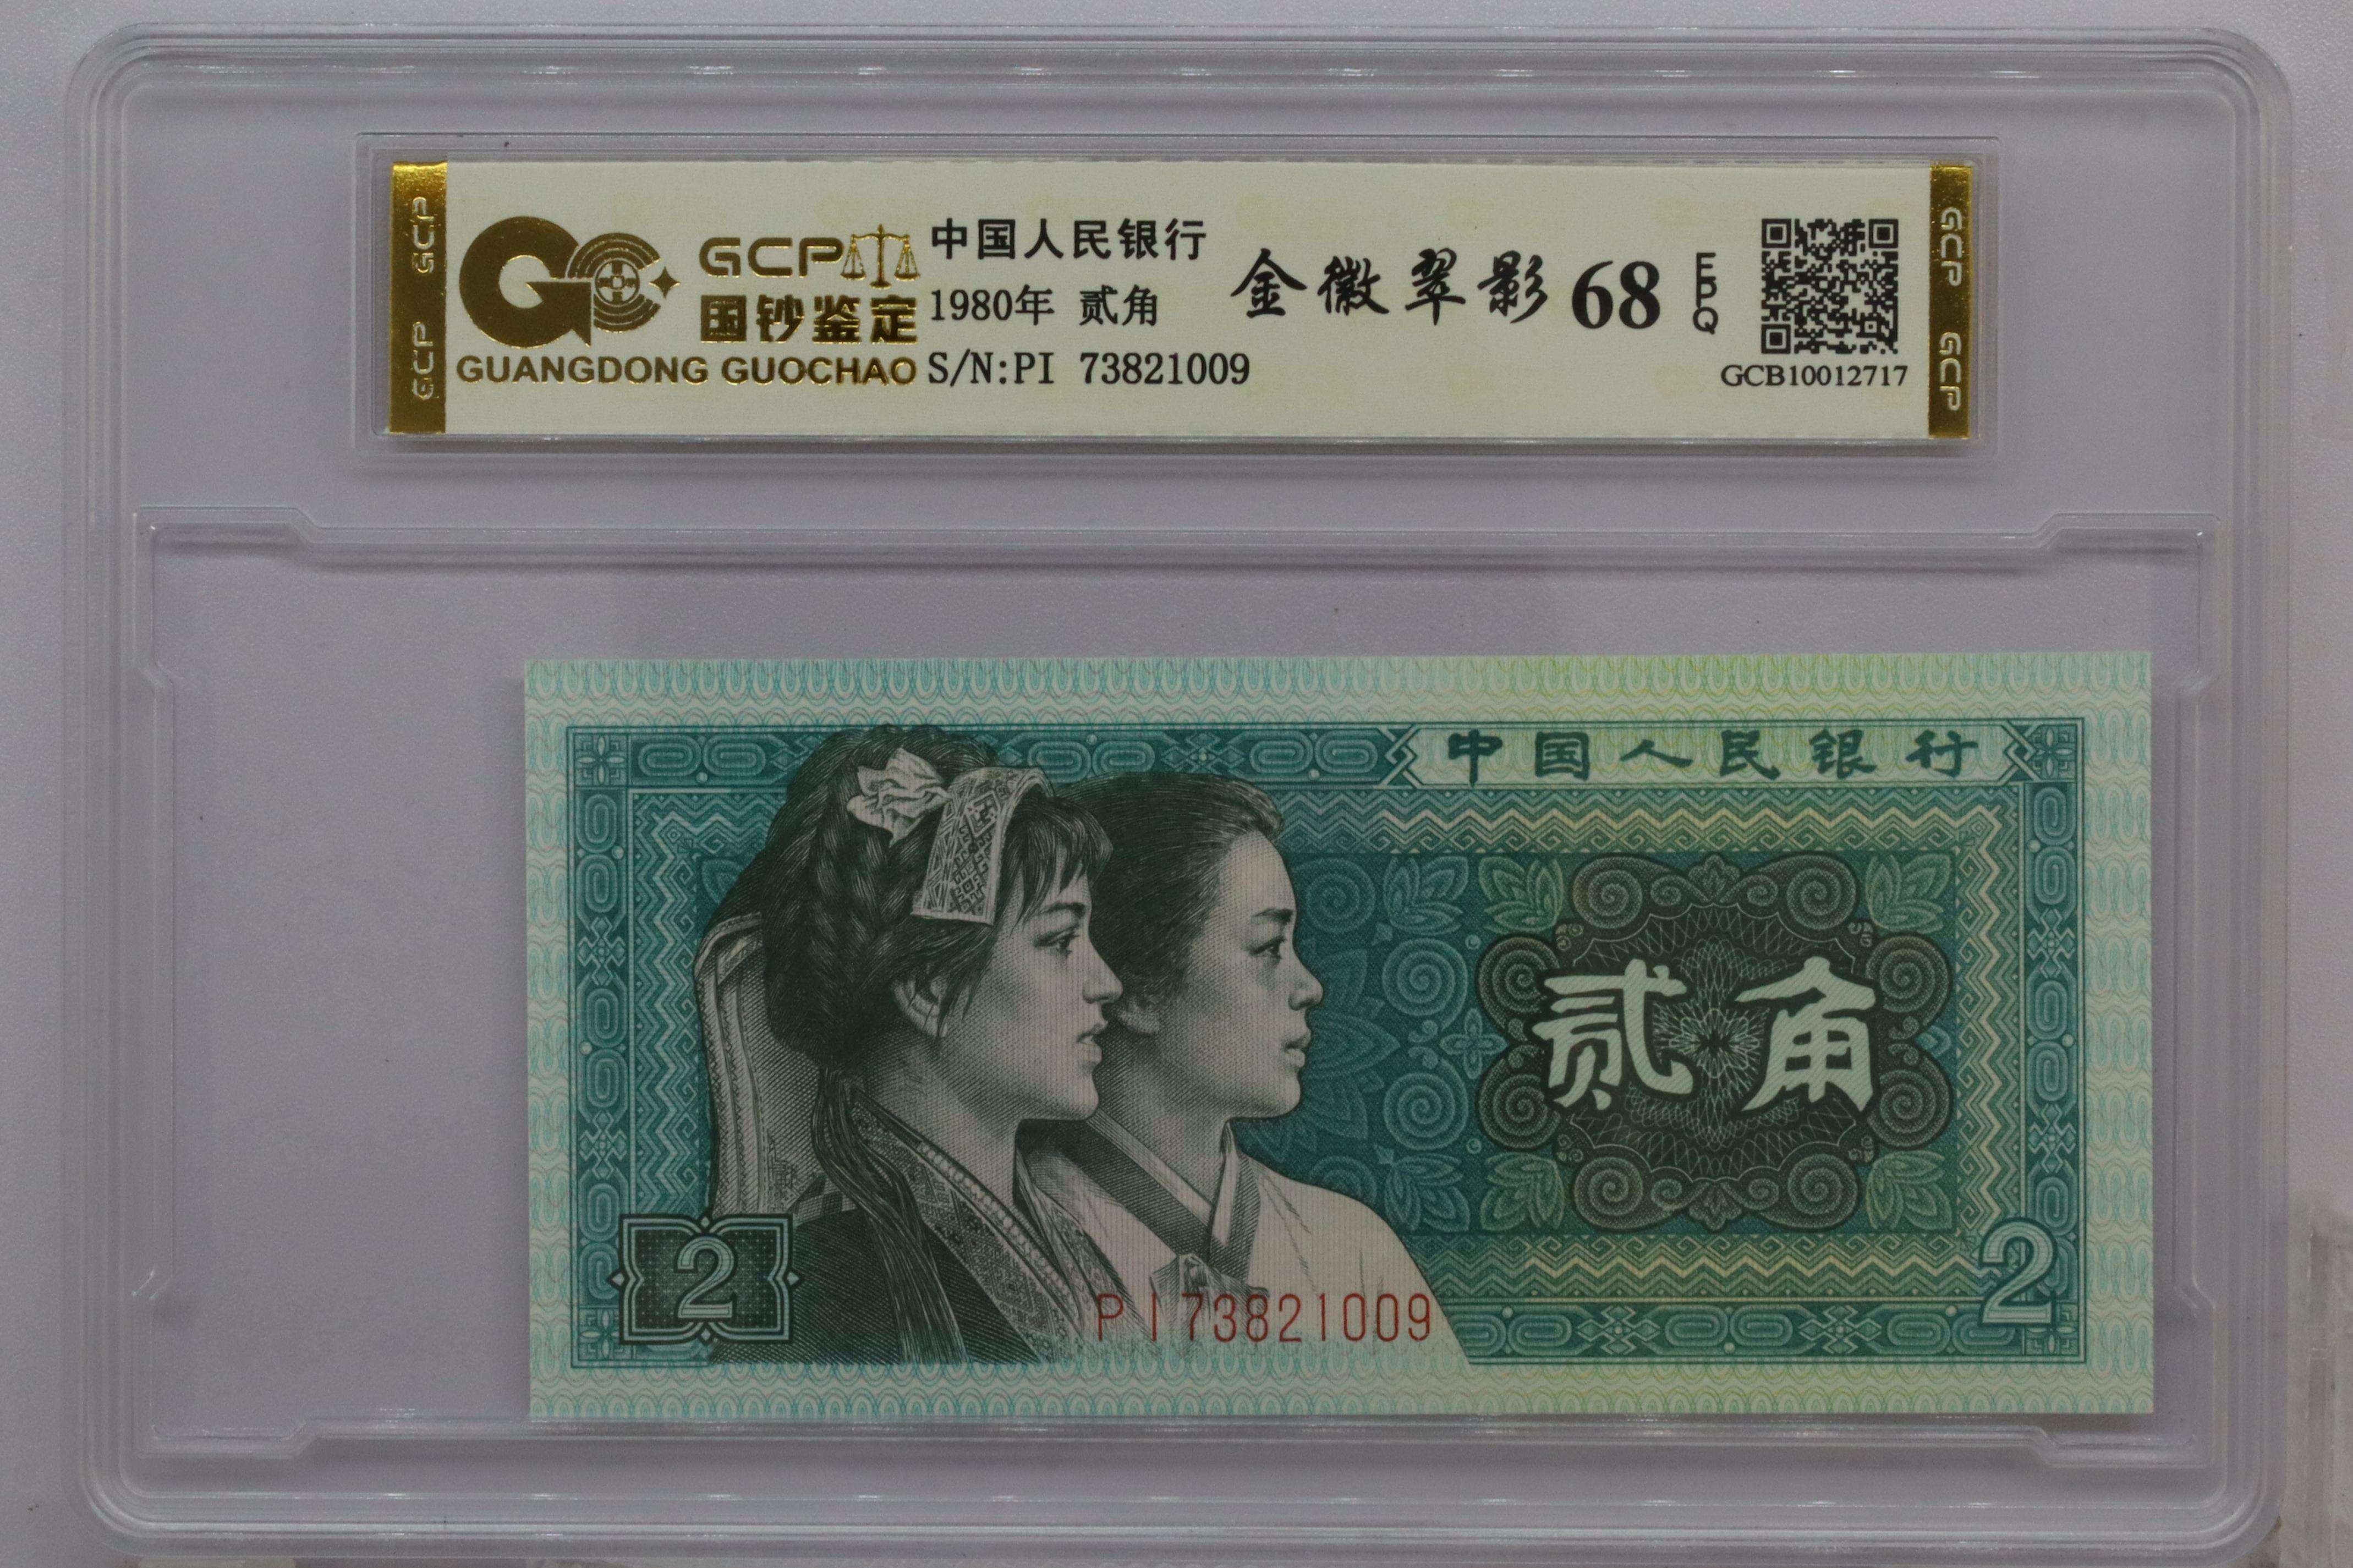 GCP GCP
GCP
国钞鉴定
GUANGDONG GUOCHAO
中国人民银行
1980年 贰角
S/N:PI 73821009
金徽翠影 68 EPQ
GCB10012717
GCP GCP
中国人民银行
贰角
2
PI73821009
2